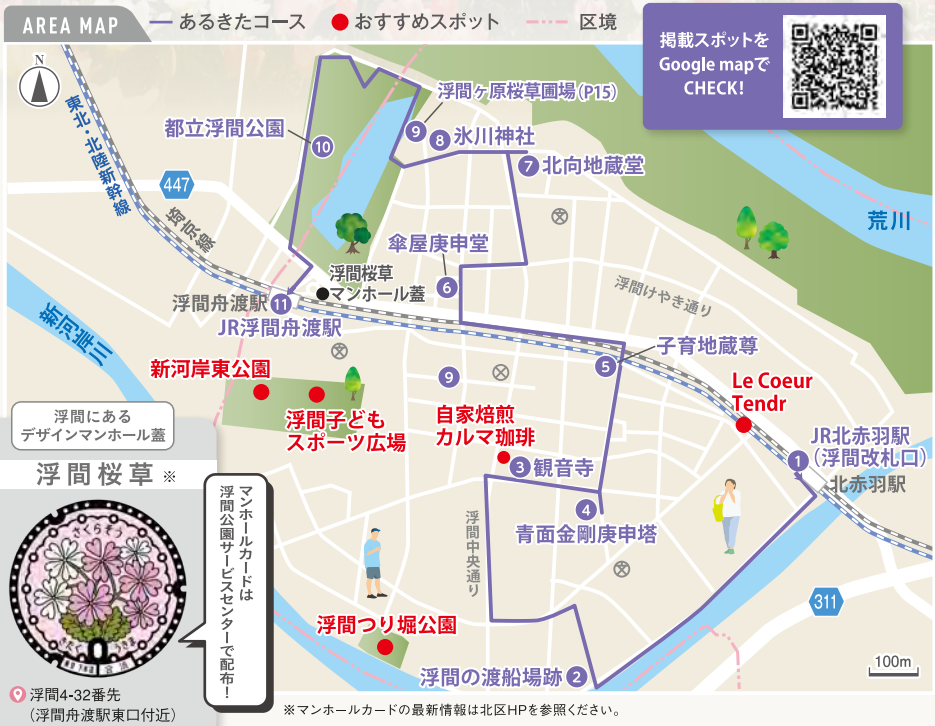 AREA MAP
あるきたコース
おすすめスポット
区境
掲載スポットを
Google mapで
CHECK!
N
東北・北陸新幹線
447
埼京線
都立浮間公園
10
浮間ヶ原桜草圃場(P15)
9
8
氷川神社
7
北向地蔵堂
荒川
傘屋庚申堂
6
浮間桜草
マンホール蓋
浮間けやき通り
浮間舟渡駅
11
JR浮間舟渡駅
新河岸川
5
子育地蔵尊
新河岸東公園
9
浮間子ども
スポーツ広場
自家焙煎
カルマ珈琲
Le Coeur
Tendr
JR北赤羽駅
(浮間改札口)
1
北赤羽駅
3
観音寺
4
青面金剛庚申塔
浮間中央通り
311
浮間つり堀公園
浮間の渡船場跡
2
100m
浮間にある
デザインマンホール蓋
浮間桜草 ※
さくらそう
マンホールカードは
浮間公園サービスセンターで配布!
浮間4-32番先
(浮間舟渡駅東口付近)
※マンホールカードの最新情報は北区HPを参照ください。